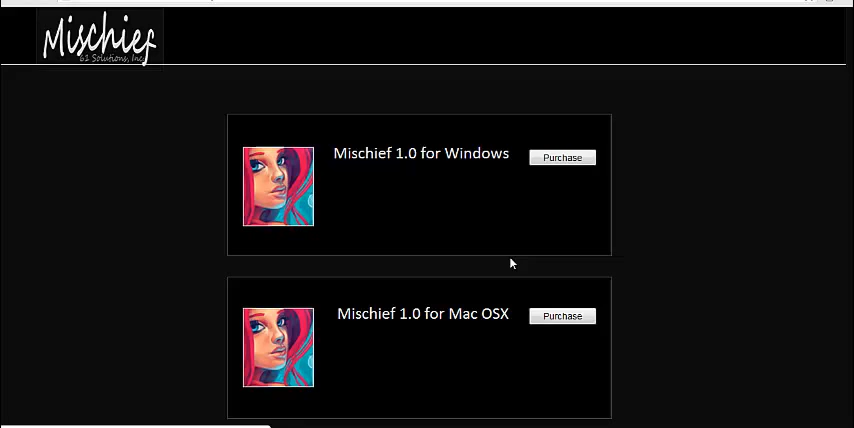 Mischief
61 Solutions, Inc
Mischief 1.0 for Windows
Purchase
Mischief 1.0 for Mac OSX
Purchase